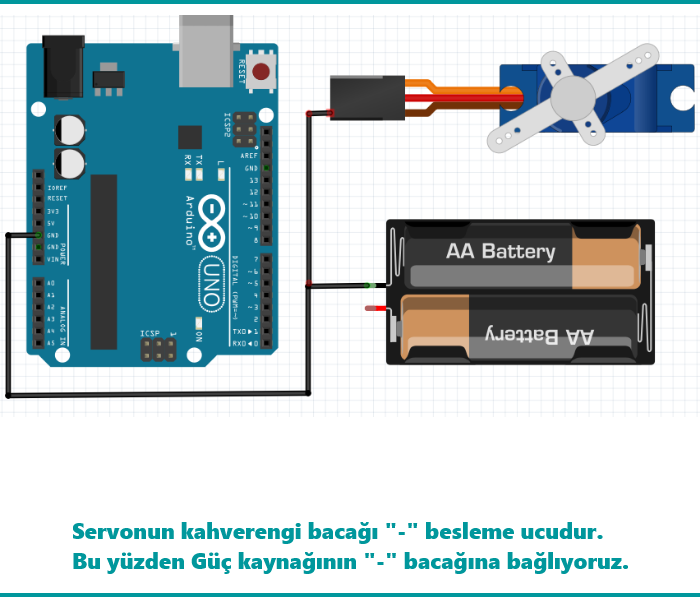 RESET
ICSP2
IOREF
RESET
3V3
5V
GND
GND
VIN
POWER
A0
A1
A2
A3
A4
A5
ANALOG IN
AREF
GND
13
12
~11
~10
~9
8
7
~6
~5
4
~3
2
TXD▶1
RXD◀0
DIGITAL (PWM=~)
RX
TX
L
Arduino™
UNO
ON
ICSP
1
AA Battery
AA Battery
Servonun kahverengi bacağı "-" besleme ucudur.
Bu yüzden Güç kaynağının "-" bacağına bağlıyoruz.